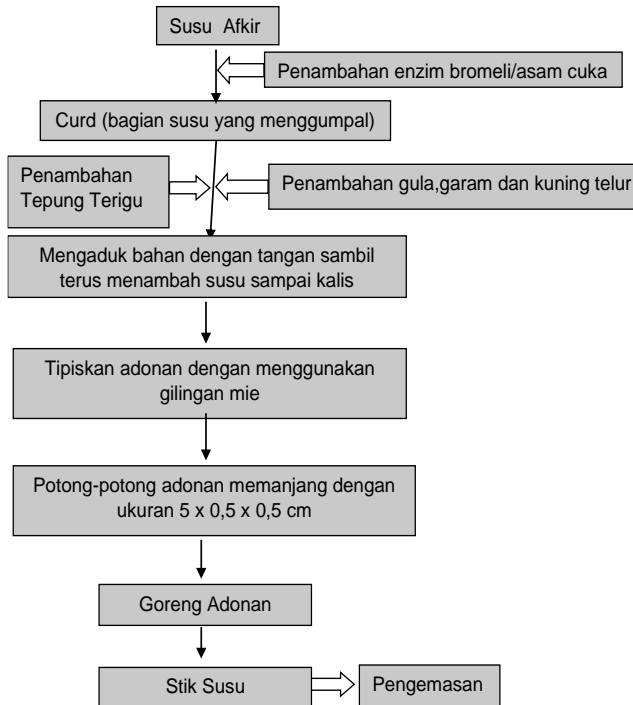 Susu Afkir
Penambahan enzim bromeli/asam cuka
Curd (bagian susu yang menggumpal)
Penambahan
Tepung Terigu
Penambahan gula,garam dan kuning telur
Mengaduk bahan dengan tangan sambil
terus menambah susu sampai kalis
Tipiskan adonan dengan menggunakan
gilingan mie
Potong-potong adonan memanjang dengan
ukuran 5 x 0,5 x 0,5 cm
Goreng Adonan
Stik Susu
Pengemasan